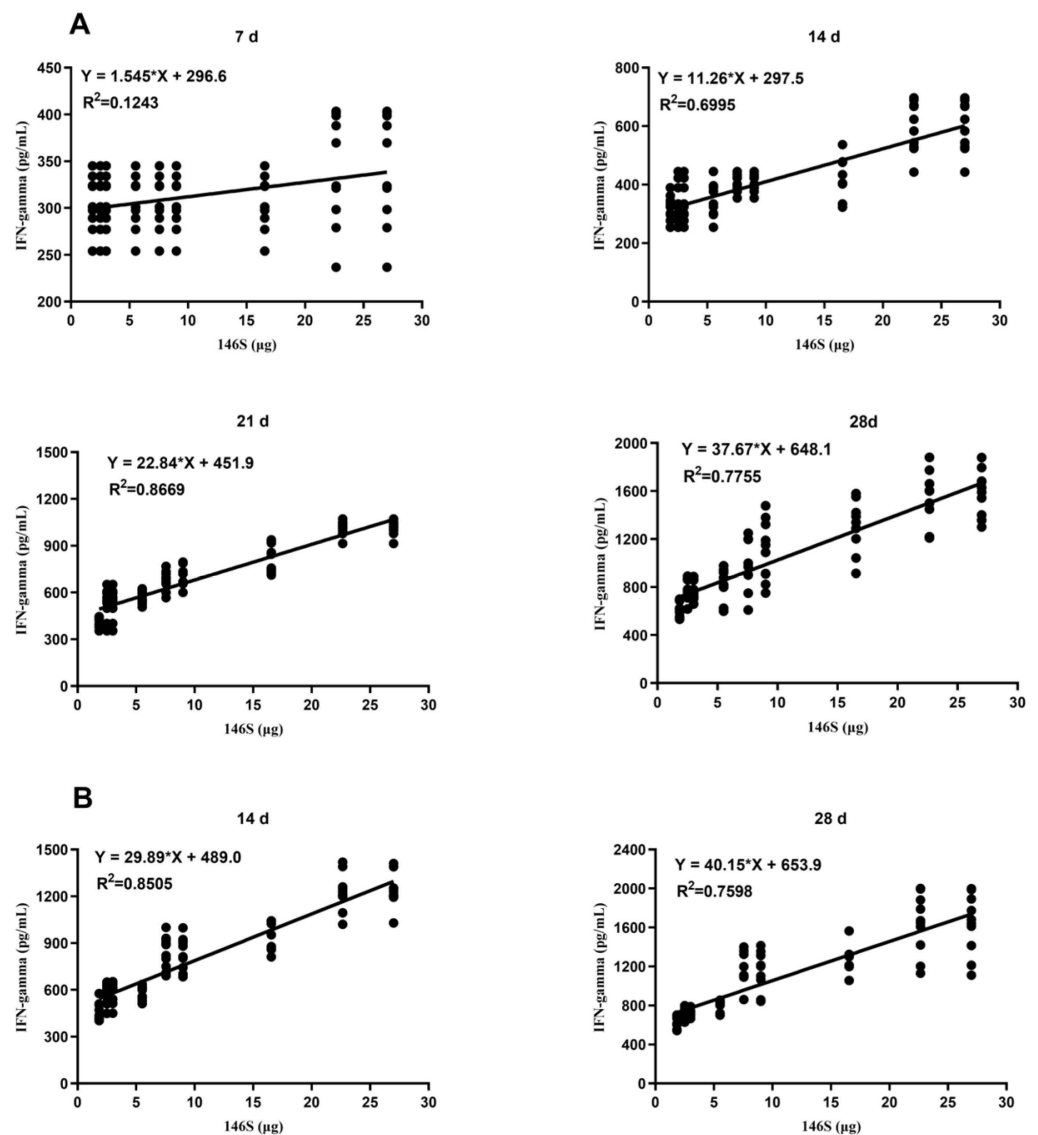 A
7 d
Y = 1.545*X + 296.6
R2=0.1243
450
400
350
300
250
200
IFN-gamma (pg/mL)
0 5 10 15 20 25 30
146S (μg)
14 d
Y = 11.26*X + 297.5
R2=0.6995
800
600
400
200
0
IFN-gamma (pg/mL)
0 5 10 15 20 25 30
146S (μg)
21 d
Y = 22.84*X + 451.9
R2=0.8669
1500
1200
900
600
300
0
IFN-gamma (pg/mL)
0 5 10 15 20 25 30
146S (μg)
28d
Y = 37.67*X + 648.1
R2=0.7755
2000
1600
1200
800
400
0
IFN-gamma (pg/mL)
0 5 10 15 20 25 30
146S (μg)
B
14 d
Y = 29.89*X + 489.0
R2=0.8505
1500
1200
900
600
300
0
IFN-gamma (pg/mL)
0 5 10 15 20 25 30
146S (μg)
28 d
Y = 40.15*X + 653.9
R2=0.7598
2400
2000
1600
1200
800
400
0
IFN-gamma (pg/mL)
0 5 10 15 20 25 30
146S (μg)